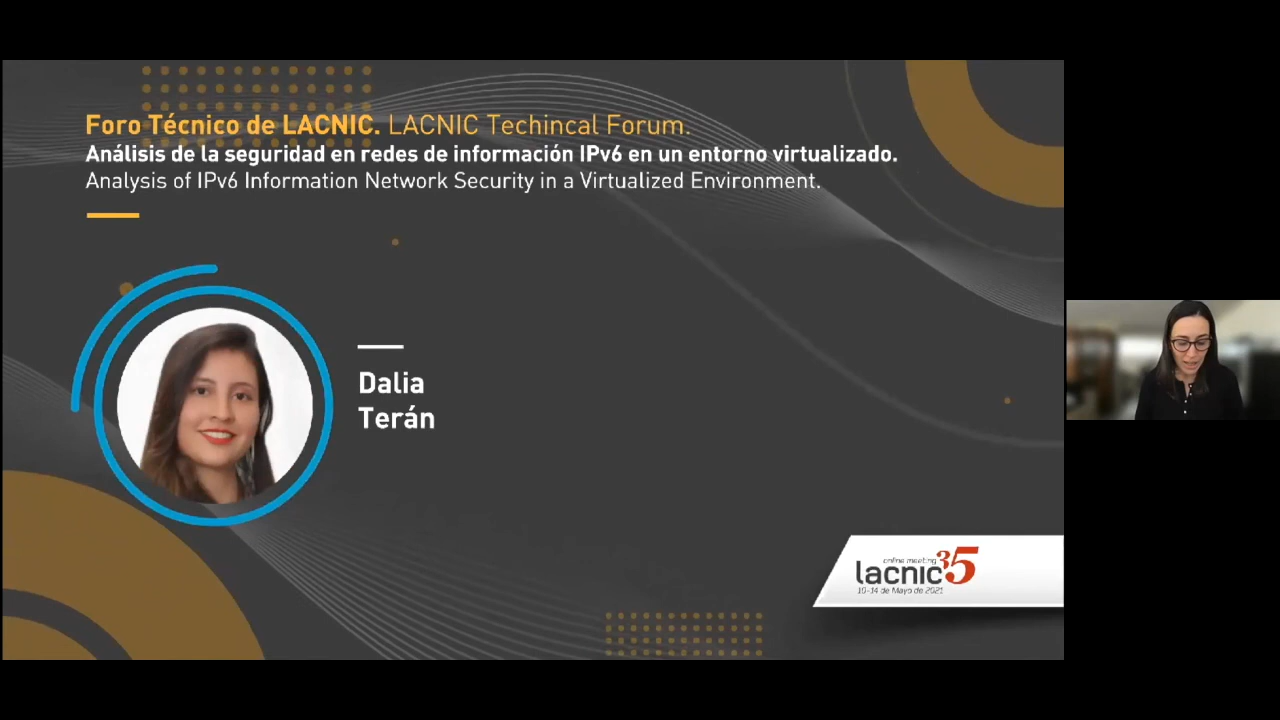 Foro Técnico de LACNIC. LACNIC Techincal Forum.
Análisis de la seguridad en redes de información IPv6 en un entorno virtualizado.
Analysis of IPv6 Information Network Security in a Virtualized Environment.
Dalia
Terán
online meeting
lacnic 35
10-14 de Mayo de 2021